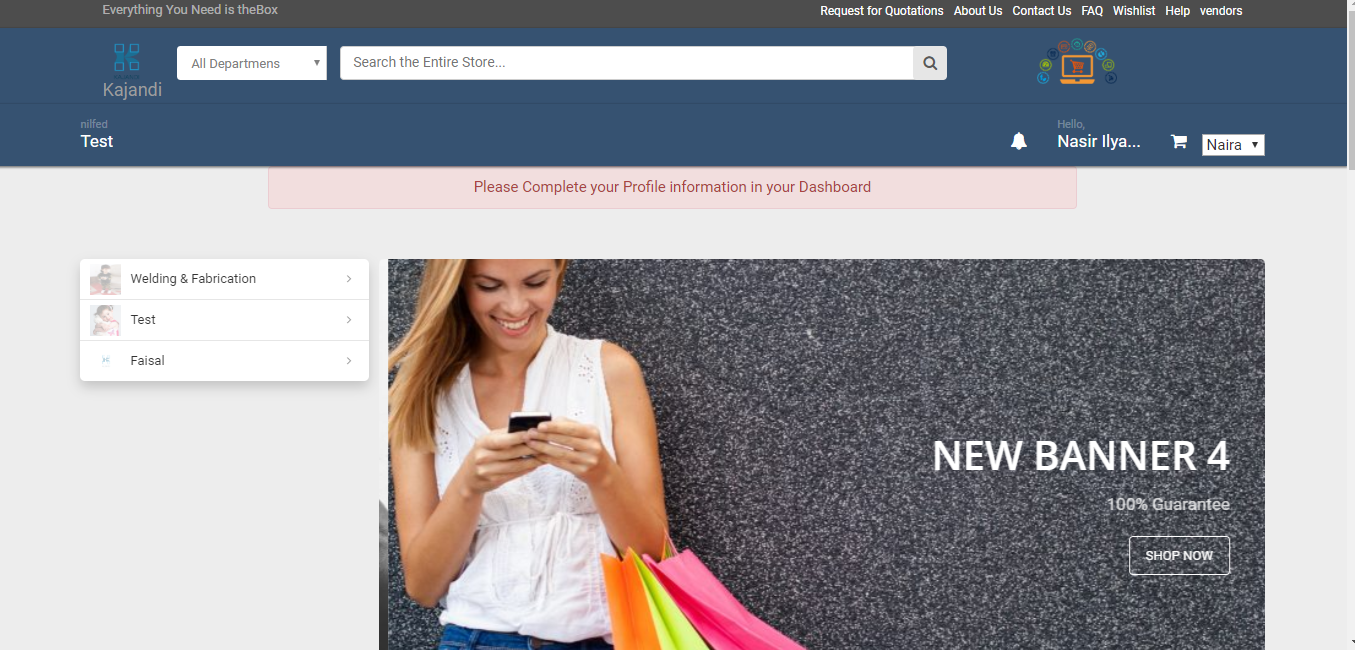 Everything You Need is theBox
Request for Quotations About Us Contact Us FAQ Wishlist Help vendors
Kajandi
All Departmens
Search the Entire Store...
nilfed
Test
Hello,
Nasir Ilya...
Naira
Please Complete your Profile information in your Dashboard
Welding & Fabrication
Test
Faisal
NEW BANNER 4
100% Guarantee
SHOP NOW